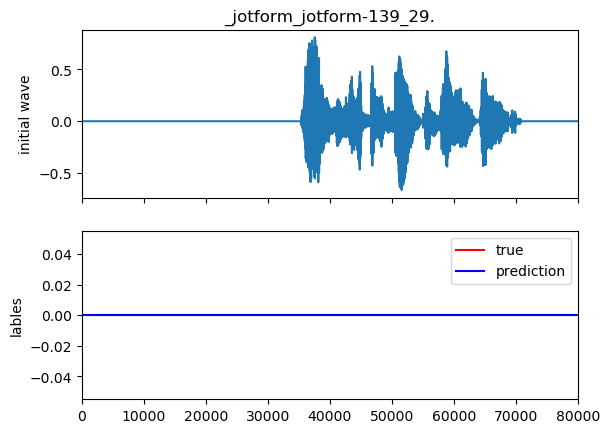 _jotform_jotform-139_29.
initial wave
0.5
0.0
−0.5
lables
0.04
0.02
0.00
−0.02
−0.04
true
prediction
0 10000 20000 30000 40000 50000 60000 70000 80000